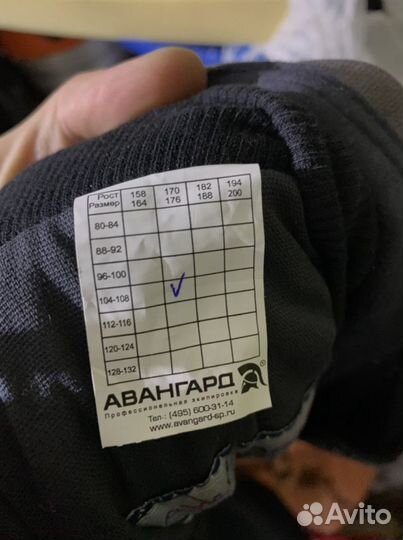 Рост 158 170 182 194
Размер 164 176 188 200
80-84
88-92
96-100
104-108 ✓
112-116
120-124
128-132
АВАНГАРД®
Профессиональная экипировка
Тел.: (495) 600-31-14
www.avangard-sp.ru
Avito